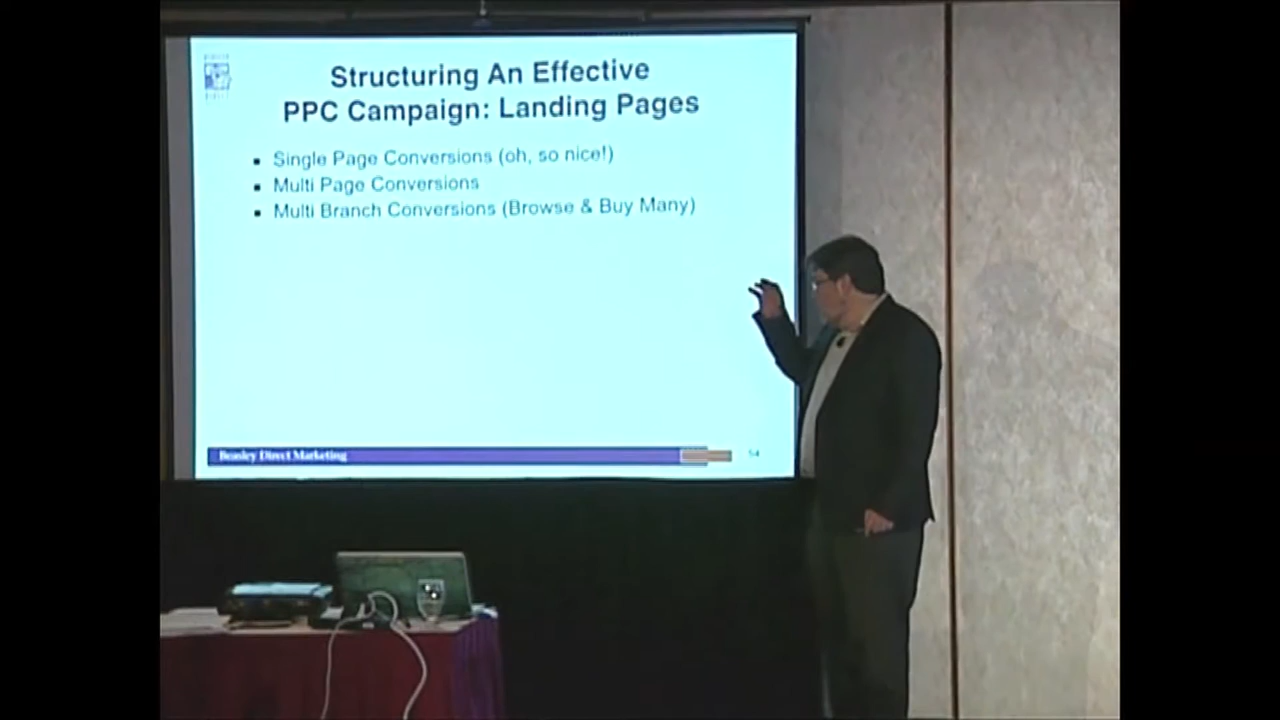 Structuring An Effective
PPC Campaign: Landing Pages
▪ Single Page Conversions (oh, so nice!)
▪ Multi Page Conversions
▪ Multi Branch Conversions (Browse & Buy Many)
Beasley Direct Marketing
54